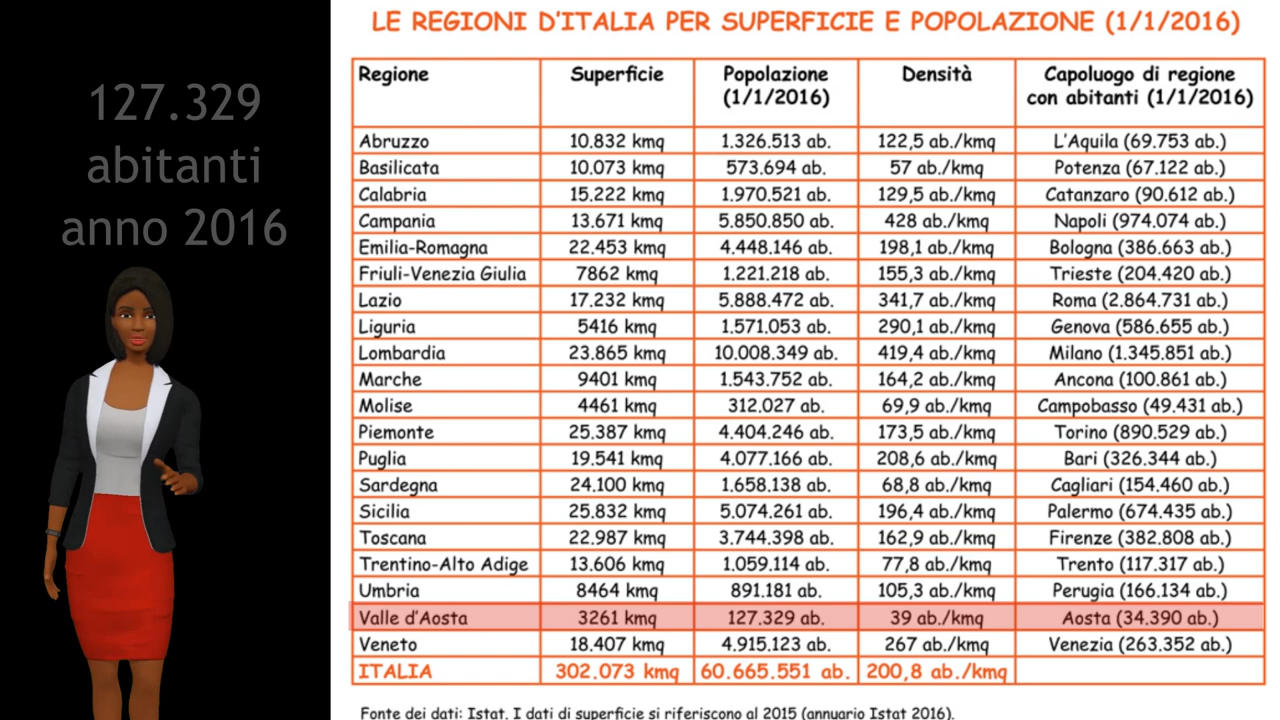 127.329
abitanti
anno 2016
LE REGIONI D'ITALIA PER SUPERFICIE E POPOLAZIONE (1/1/2016)
Regione Superficie Popolazione (1/1/2016) Densità Capoluogo di regione con abitanti (1/1/2016)
Abruzzo 10.832 kmq 1.326.513 ab. 122,5 ab./kmq L'Aquila (69.753 ab.)
Basilicata 10.073 kmq 573.694 ab. 57 ab./kmq Potenza (67.122 ab.)
Calabria 15.222 kmq 1.970.521 ab. 129,5 ab./kmq Catanzaro (90.612 ab.)
Campania 13.671 kmq 5.850.850 ab. 428 ab./kmq Napoli (974.074 ab.)
Emilia-Romagna 22.453 kmq 4.448.146 ab. 198,1 ab./kmq Bologna (386.663 ab.)
Friuli-Venezia Giulia 7862 kmq 1.221.218 ab. 155,3 ab./kmq Trieste (204.420 ab.)
Lazio 17.232 kmq 5.888.472 ab. 341,7 ab./kmq Roma (2.864.731 ab.)
Liguria 5416 kmq 1.571.053 ab. 290,1 ab./kmq Genova (586.655 ab.)
Lombardia 23.865 kmq 10.008.349 ab. 419,4 ab./kmq Milano (1.345.851 ab.)
Marche 9401 kmq 1.543.752 ab. 164,2 ab./kmq Ancona (100.861 ab.)
Molise 4461 kmq 312.027 ab. 69,9 ab./kmq Campobasso (49.431 ab.)
Piemonte 25.387 kmq 4.404.246 ab. 173,5 ab./kmq Torino (890.529 ab.)
Puglia 19.541 kmq 4.077.166 ab. 208,6 ab./kmq Bari (326.344 ab.)
Sardegna 24.100 kmq 1.658.138 ab. 68,8 ab./kmq Cagliari (154.460 ab.)
Sicilia 25.832 kmq 5.074.261 ab. 196,4 ab./kmq Palermo (674.435 ab.)
Toscana 22.987 kmq 3.744.398 ab. 162,9 ab./kmq Firenze (382.808 ab.)
Trentino-Alto Adige 13.606 kmq 1.059.114 ab. 77,8 ab./kmq Trento (117.317 ab.)
Umbria 8464 kmq 891.181 ab. 105,3 ab./kmq Perugia (166.134 ab.)
Valle d'Aosta 3261 kmq 127.329 ab. 39 ab./kmq Aosta (34.390 ab.)
Veneto 18.407 kmq 4.915.123 ab. 267 ab./kmq Venezia (263.352 ab.)
ITALIA 302.073 kmq 60.665.551 ab. 200,8 ab./kmq
Fonte dei dati: Istat. I dati di superficie si riferiscono al 2015 (annuario Istat 2016).